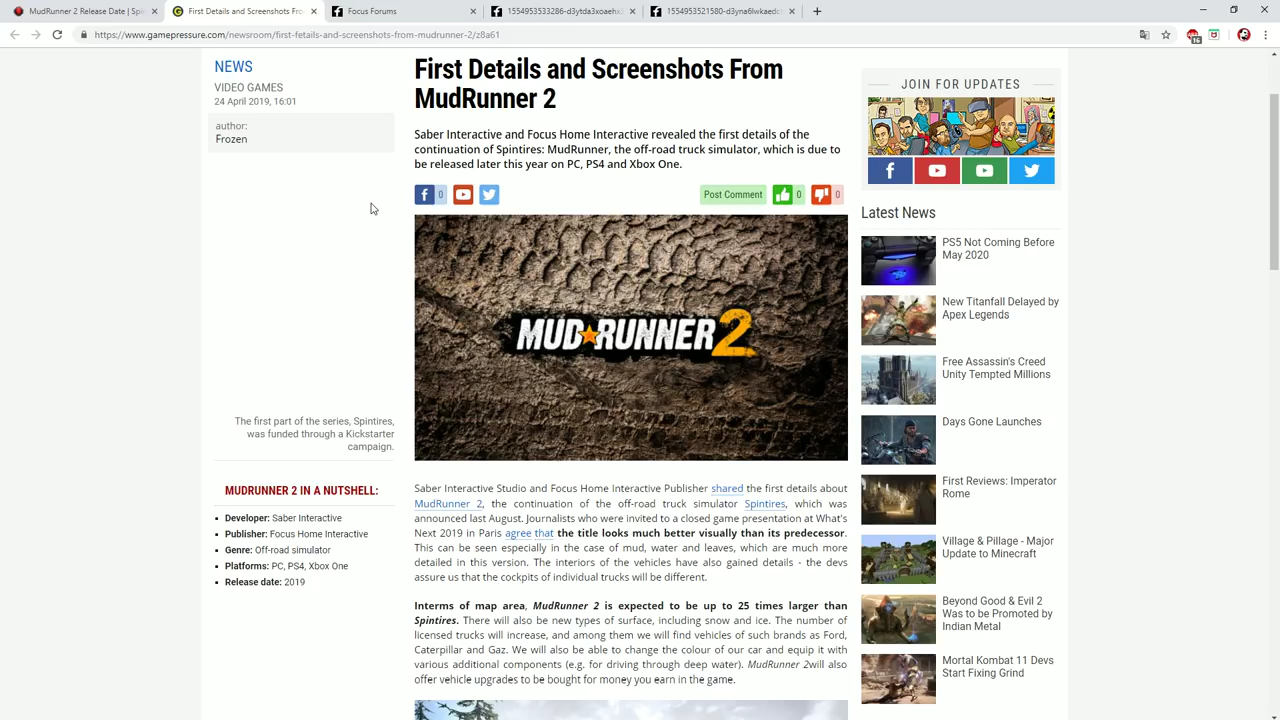 MudRunner 2 Release Date | Spin
First Details and Screenshots Fro
Focus Forums
1554953533286-d3ytda3xoaehx
1554953521580-d3yna6lwkaedc
https://www.gamepressure.com/newsroom/first-fetails-and-screenshots-from-mudrunner-2/z8a61
16
NEWS
VIDEO GAMES
24 April 2019, 16:01
author:
Frozen
The first part of the series, Spintires,
was funded through a Kickstarter
campaign.
MUDRUNNER 2 IN A NUTSHELL:
Developer: Saber Interactive
Publisher: Focus Home Interactive
Genre: Off-road simulator
Platforms: PC, PS4, Xbox One
Release date: 2019
First Details and Screenshots From
MudRunner 2
Saber Interactive and Focus Home Interactive revealed the first details of the
continuation of Spintires: MudRunner, the off-road truck simulator, which is due to
be released later this year on PC, PS4 and Xbox One.
0
Post Comment 0 0
MUDRUNNER 2
Saber Interactive Studio and Focus Home Interactive Publisher shared the first details about
MudRunner 2, the continuation of the off-road truck simulator Spintires, which was
announced last August. Journalists who were invited to a closed game presentation at What's
Next 2019 in Paris agree that the title looks much better visually than its predecessor.
This can be seen especially in the case of mud, water and leaves, which are much more
detailed in this version. The interiors of the vehicles have also gained details - the devs
assure us that the cockpits of individual trucks will be different.
Interms of map area, MudRunner 2 is expected to be up to 25 times larger than
Spintires. There will also be new types of surface, including snow and ice. The number of
licensed trucks will increase, and among them we will find vehicles of such brands as Ford,
Caterpillar and Gaz. We will also be able to change the colour of our car and equip it with
various additional components (e.g. for driving through deep water). MudRunner 2will also
offer vehicle upgrades to be bought for money you earn in the game.
JOIN FOR UPDATES
Latest News
PS5 Not Coming Before
May 2020
New Titanfall Delayed by
Apex Legends
Free Assassin's Creed
Unity Tempted Millions
Days Gone Launches
First Reviews: Imperator
Rome
Village & Pillage - Major
Update to Minecraft
Beyond Good & Evil 2
Was to be Promoted by
Indian Metal
Mortal Kombat 11 Devs
Start Fixing Grind